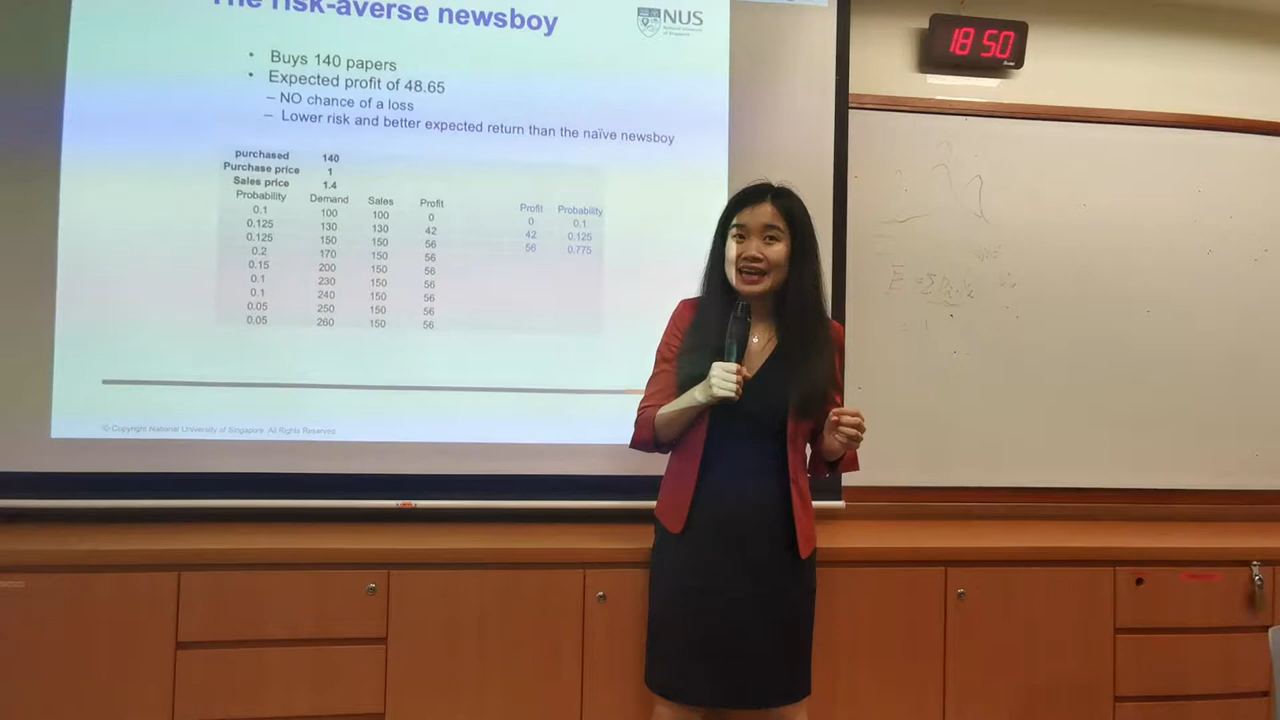 The risk-averse newsboy
NUS
National University
of Singapore
• Buys 140 papers
• Expected profit of 48.65
– NO chance of a loss
– Lower risk and better expected return than the naïve newsboy
purchased 140
Purchase price 1
Sales price 1.4
Probability Demand Sales Profit
0.1 100 100 0
0.125 130 130 42
0.125 150 150 56
0.2 170 150 56
0.15 200 150 56
0.1 230 150 56
0.1 240 150 56
0.05 250 150 56
0.05 260 150 56
Profit Probability
0 0.1
42 0.125
56 0.775
© Copyright National University of Singapore. All Rights Reserved.
18 50